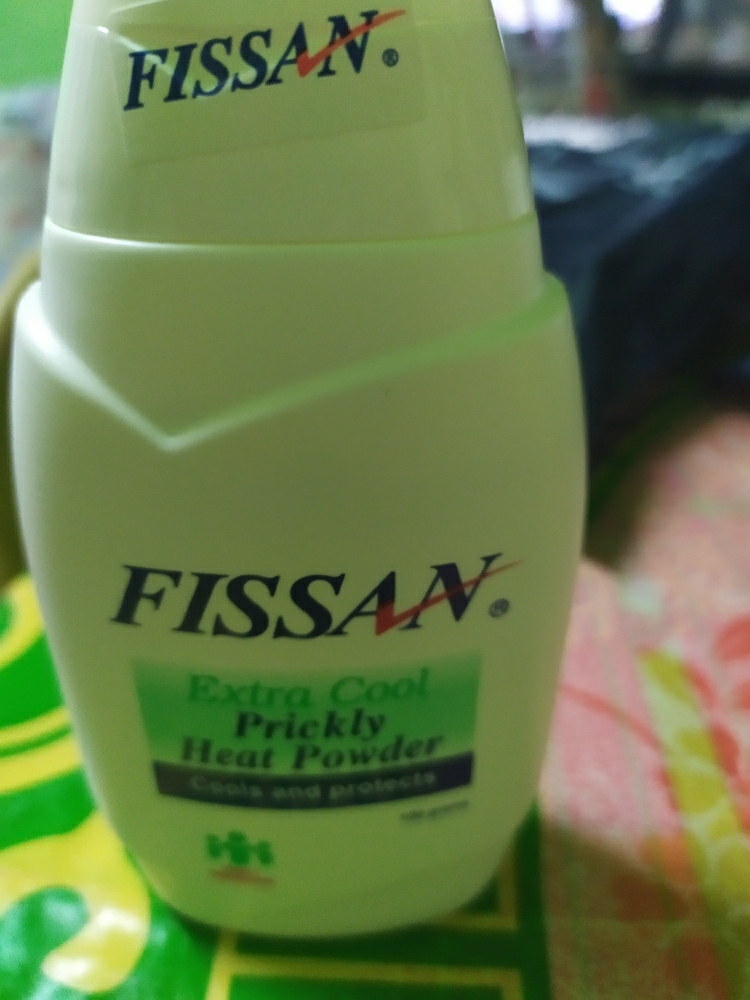 FISSAN®
FISSAN®
Extra Cool
Prickly
Heat Powder
Cools and protects